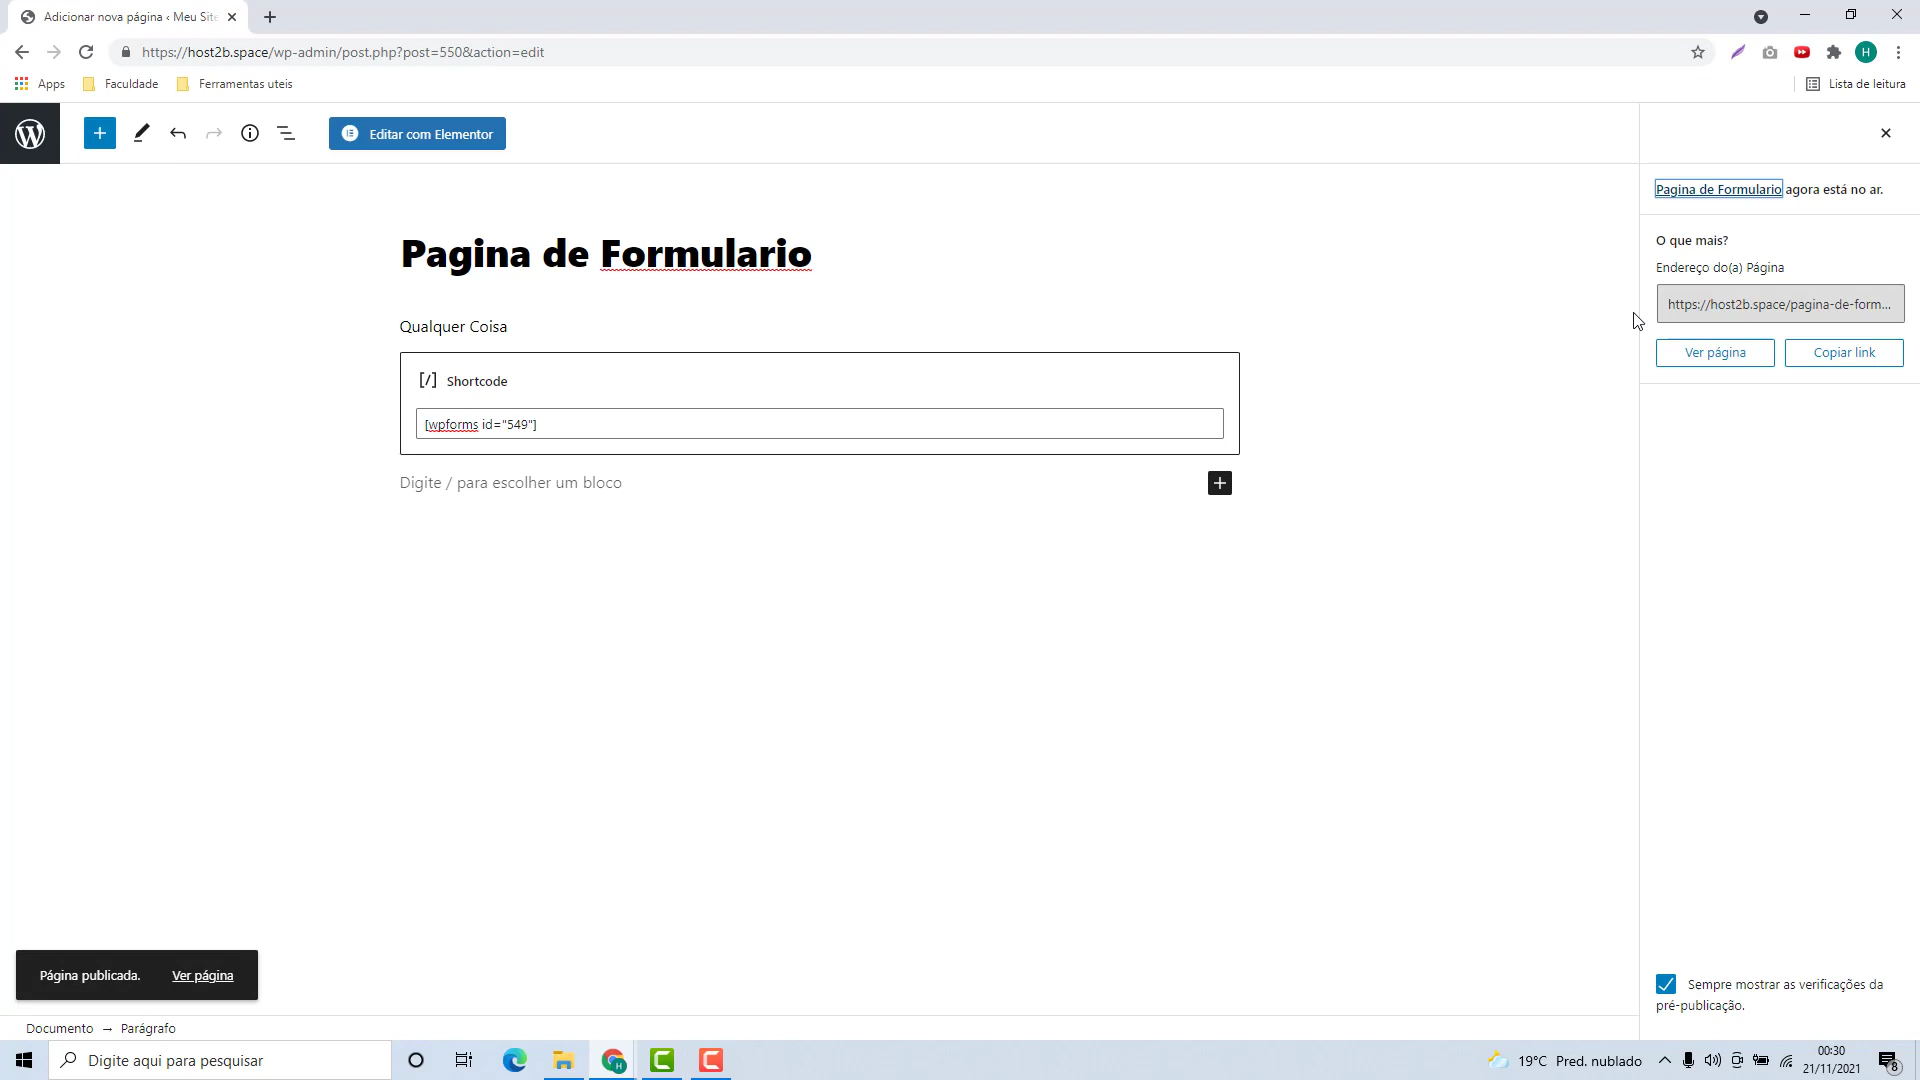 Adicionar nova página ‹ Meu Site
https://host2b.space/wp-admin/post.php?post=550&action=edit
H
Apps
Faculdade
Ferramentas uteis
Lista de leitura
Editar com Elementor
Pagina de Formulario agora está no ar.
Pagina de Formulario
O que mais?
Endereço do(a) Página
https://host2b.space/pagina-de-form...
Ver página
Copiar link
Qualquer Coisa
[/] Shortcode
[wpforms id="549"]
Digite / para escolher um bloco
Página publicada. Ver página
Sempre mostrar as verificações da
pré-publicação.
Documento → Parágrafo
Digite aqui para pesquisar
19°C Pred. nublado
00:30
21/11/2021
8